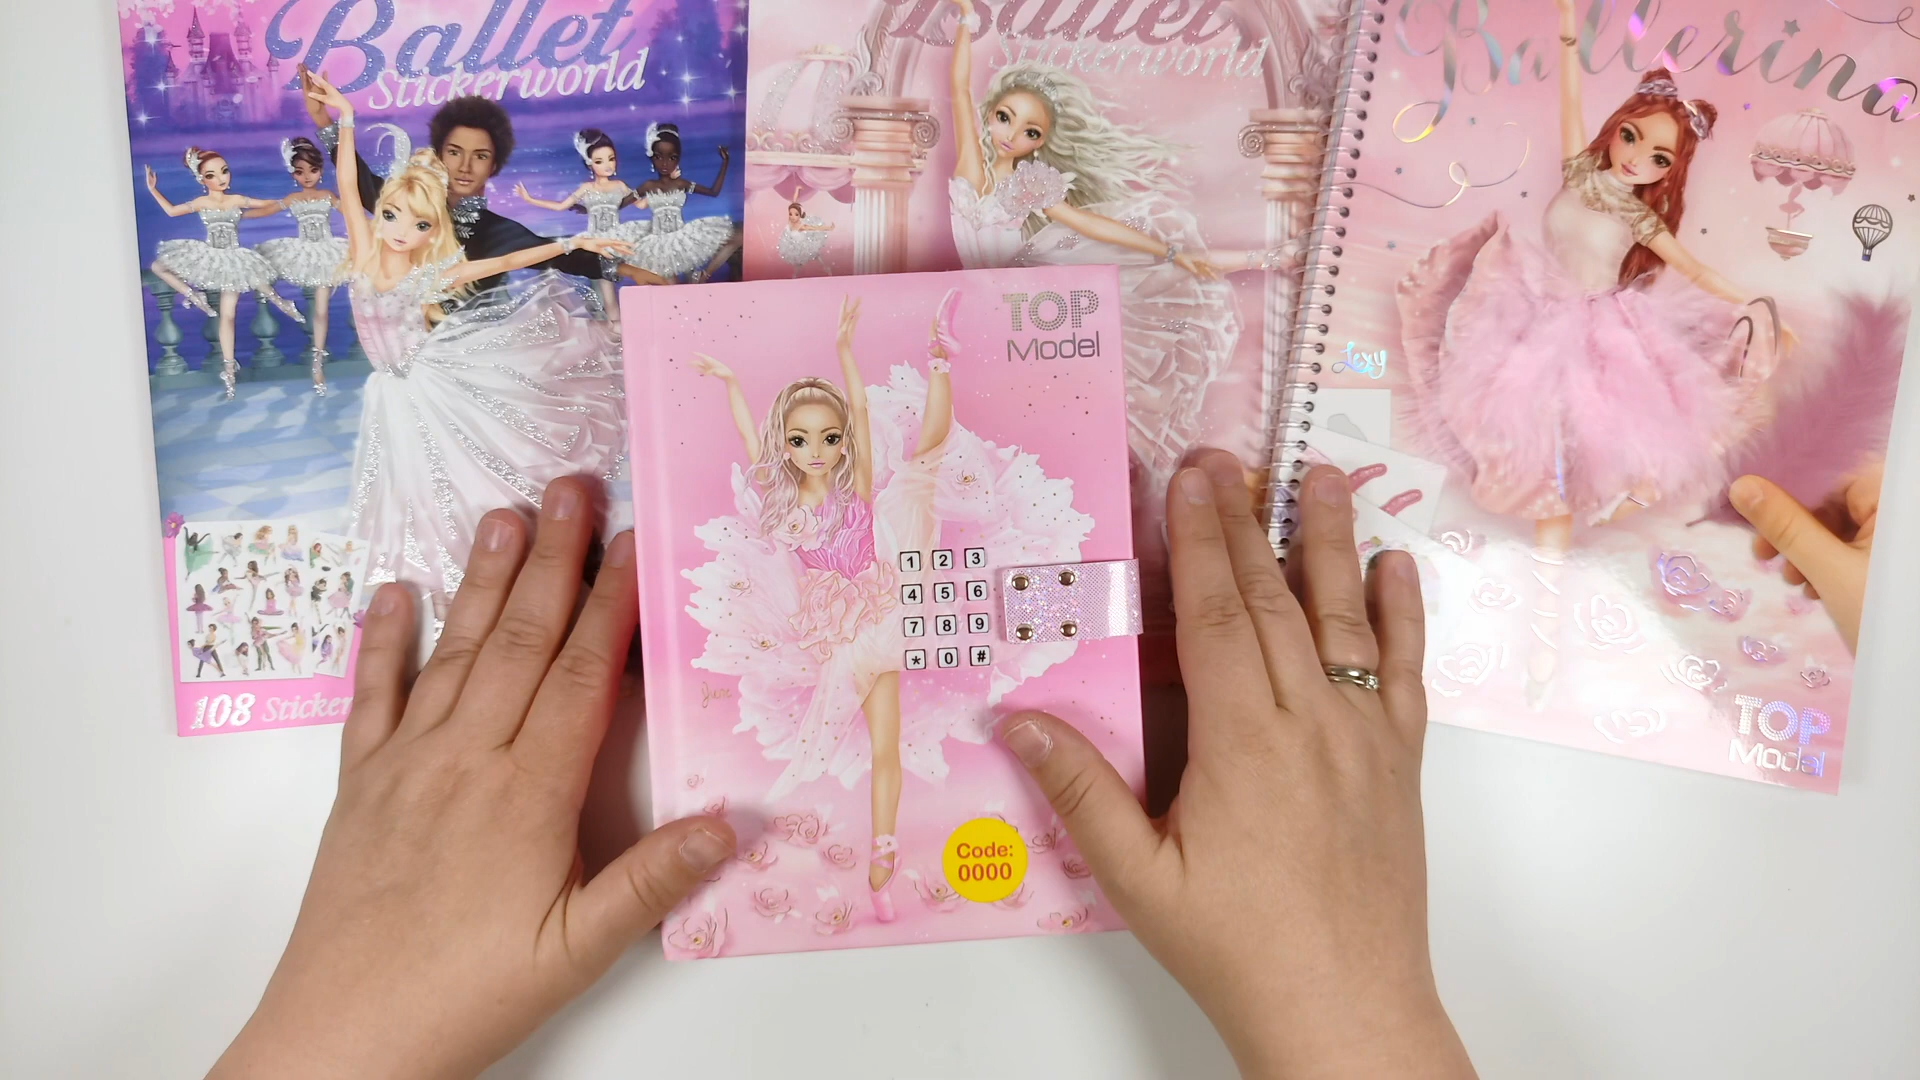 Ballet
Stickerworld
108 Sticker
Ballet
Stickerworld
Ballerina
Lexy
TOP
Model
TOP
Model
1 2 3
4 5 6
7 8 9
* 0 #
June
Code:
0000